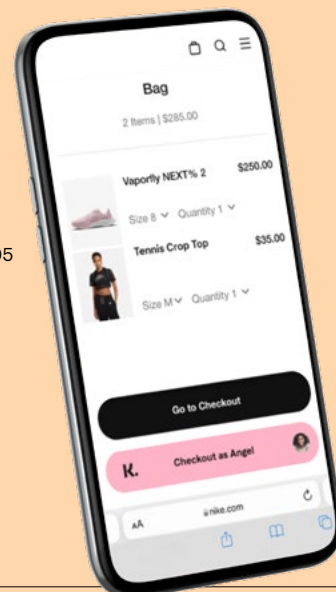 Bag
2 Items | $285.00
Vaporfly NEXT% 2 $250.00
Size 8 Quantity 1
Tennis Crop Top $35.00
Size M Quantity 1
95
Go to Checkout
K. Checkout as Angel
AA nike.com